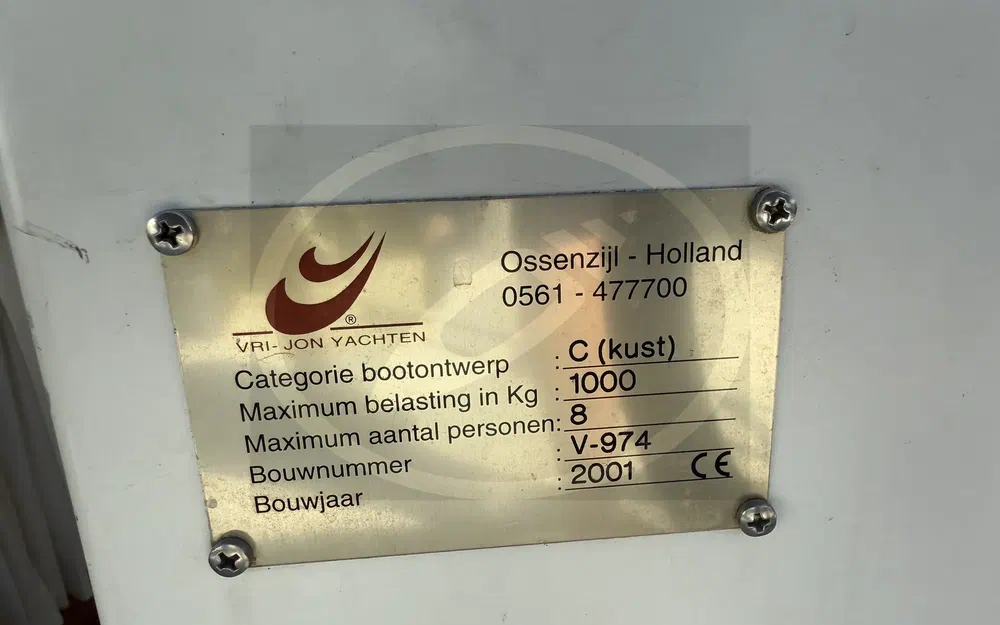 Ossenzijl - Holland
0561 - 477700
®
VRI-JON YACHTEN
Categorie bootontwerp : C (kust)
Maximum belasting in Kg : 1000
Maximum aantal personen: 8
Bouwnummer : V-974
Bouwjaar : 2001 CE